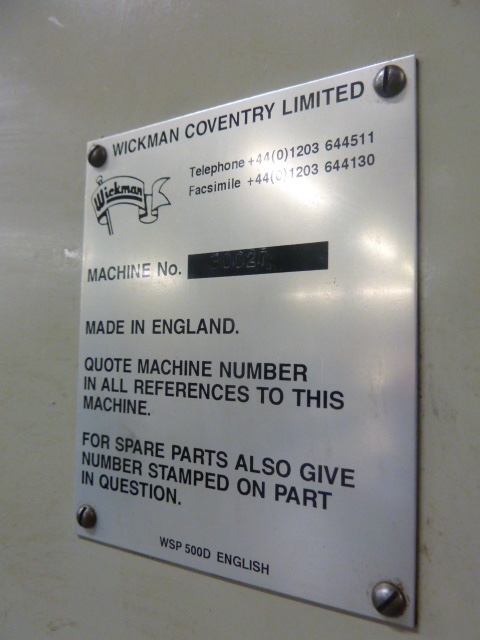 WICKMAN COVENTRY LIMITED
Telephone +44(0)1203 644511
Facsimile +44(0)1203 644130
Wickman
MACHINE No.
MADE IN ENGLAND.
QUOTE MACHINE NUMBER
IN ALL REFERENCES TO THIS
MACHINE.
FOR SPARE PARTS ALSO GIVE
NUMBER STAMPED ON PART
IN QUESTION.
WSP 500D ENGLISH